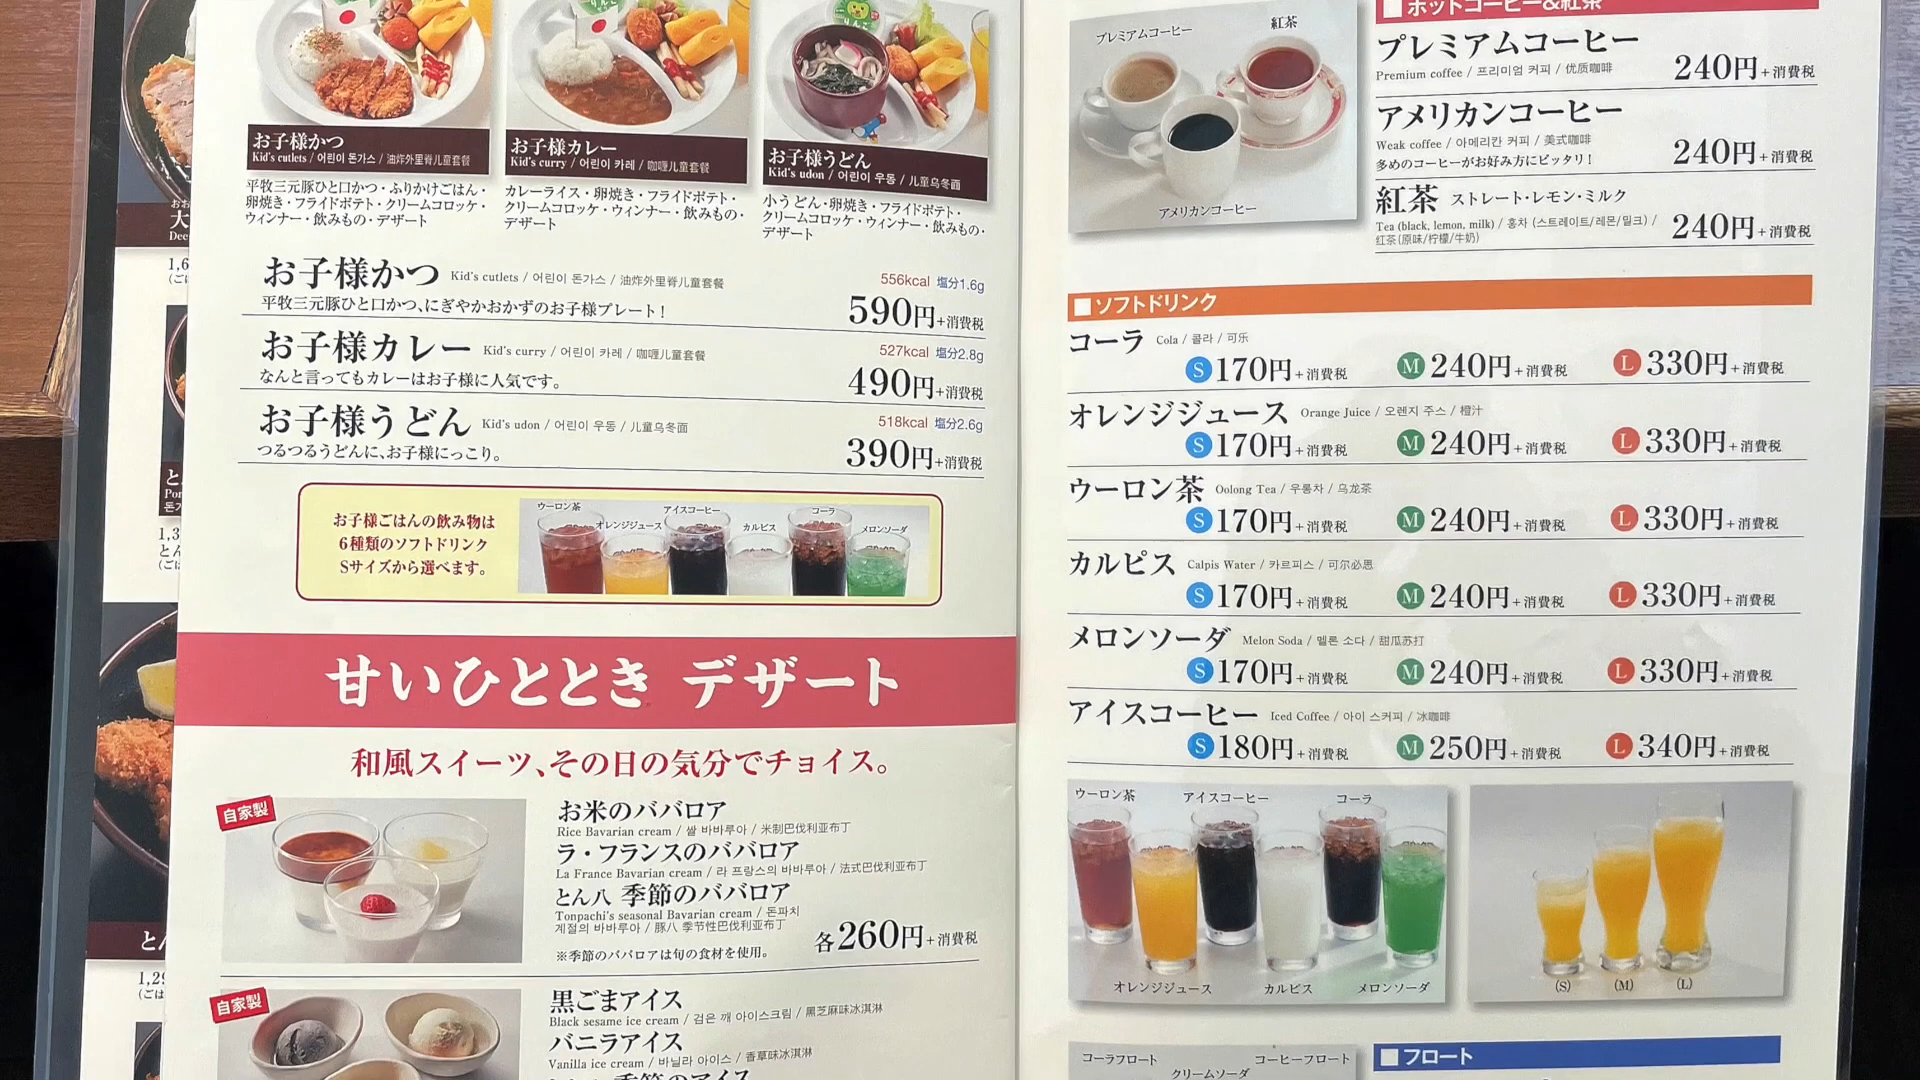 お子様かつ
Kid's cutlets / 어린이 돈가스 / 油炸外里脊儿童套餐
平牧三元豚ひと口かつ・ふりかけごはん・
卵焼き・フライドポテト・クリームコロッケ・
ウィンナー・飲みもの・デザート
お子様カレー
Kid's curry / 어린이 카레 / 咖喱儿童套餐
カレーライス・卵焼き・フライドポテト・
クリームコロッケ・ウィンナー・飲みもの・
デザート
お子様うどん
Kid's udon / 어린이 우동 / 儿童乌冬面
小うどん・卵焼き・フライドポテト・
クリームコロッケ・ウィンナー・飲みもの・
デザート
お子様かつ Kid's cutlets / 어린이 돈가스 / 油炸外里脊儿童套餐 556kcal 塩分1.6g
平牧三元豚ひと口かつ、にぎやかおかずのお子様プレート! 590円+消費税
お子様カレー Kid's curry / 어린이 카레 / 咖喱儿童套餐 527kcal 塩分2.8g
なんと言ってもカレーはお子様に人気です。 490円+消費税
お子様うどん Kid's udon / 어린이 우동 / 儿童乌冬面 518kcal 塩分2.6g
つるつるうどんに、お子様にっこり。 390円+消費税
お子様ごはんの飲み物は
6種類のソフトドリンク
Sサイズから選べます。
ウーロン茶
オレンジジュース
アイスコーヒー
カルピス
コーラ
メロンソーダ
甘いひととき デザート
和風スイーツ、その日の気分でチョイス。
自家製
お米のババロア
Rice Bavarian cream / 쌀 바바루아 / 米制巴伐利亚布丁
ラ・フランスのババロア
La France Bavarian cream / 라 프랑스의 바바루아 / 法式巴伐利亚布丁
とん八 季節のババロア
Tonpachi's seasonal Bavarian cream / 돈파치
계절의 바바루아 / 豚八 季节性巴伐利亚布丁
※季節のババロアは旬の食材を使用。
各260円+消費税
自家製
黒ごまアイス
Black sesame ice cream / 검은 깨 아이스크림 / 黑芝麻味冰淇淋
バニラアイス
Vanilla ice cream / 바닐라 아이스 / 香草味冰淇淋
ホットコーヒー&紅茶
プレミアムコーヒー
紅茶
アメリカンコーヒー
プレミアムコーヒー
Premium coffee / 프리미엄 커피 / 优质咖啡
240円+消費税
アメリカンコーヒー
Weak coffee / 아메리칸 커피 / 美式咖啡
多めのコーヒーがお好み方にピッタリ!
240円+消費税
紅茶 ストレート・レモン・ミルク
Tea (black, lemon, milk) / 홍차 (스트레이트/레몬/밀크) /
红茶(原味/柠檬/牛奶)
240円+消費税
ソフトドリンク
コーラ Cola / 콜라 / 可乐
S 170円+消費税 M 240円+消費税 L 330円+消費税
オレンジジュース Orange Juice / 오렌지 주스 / 橙汁
S 170円+消費税 M 240円+消費税 L 330円+消費税
ウーロン茶 Oolong Tea / 우롱차 / 乌龙茶
S 170円+消費税 M 240円+消費税 L 330円+消費税
カルピス Calpis Water / 카르피스 / 可尔必思
S 170円+消費税 M 240円+消費税 L 330円+消費税
メロンソーダ Melon Soda / 멜론 소다 / 甜瓜苏打
S 170円+消費税 M 240円+消費税 L 330円+消費税
アイスコーヒー Iced Coffee / 아이 스커피 / 冰咖啡
S 180円+消費税 M 250円+消費税 L 340円+消費税
ウーロン茶
アイスコーヒー
コーラ
オレンジジュース
カルピス
メロンソーダ
(S)
(M)
(L)
コーラフロート
コーヒーフロート
クリームソーダ
フロート